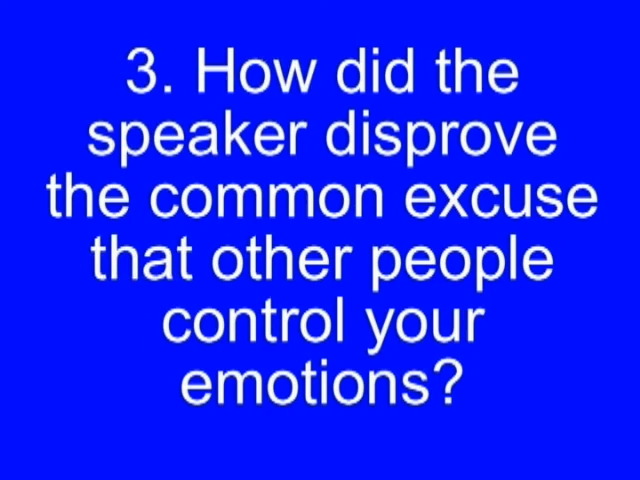 3. How did the
speaker disprove
the common excuse
that other people
control your
emotions?